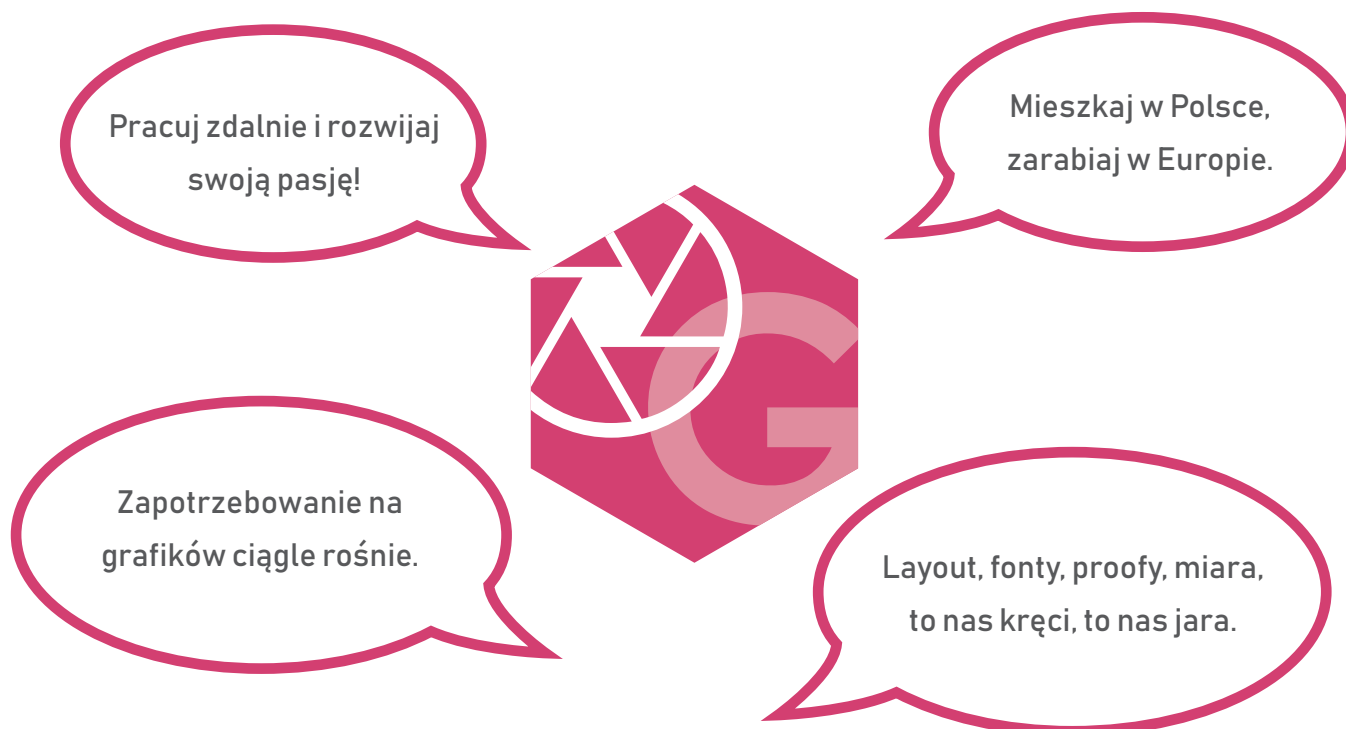 Pracuj zdalnie i rozwijaj
swoją pasję!
Mieszkaj w Polsce,
zarabiaj w Europie.
G
Zapotrzebowanie na
grafików ciągle rośnie.
Layout, fonty, proofy, miara,
to nas kręci, to nas jara.